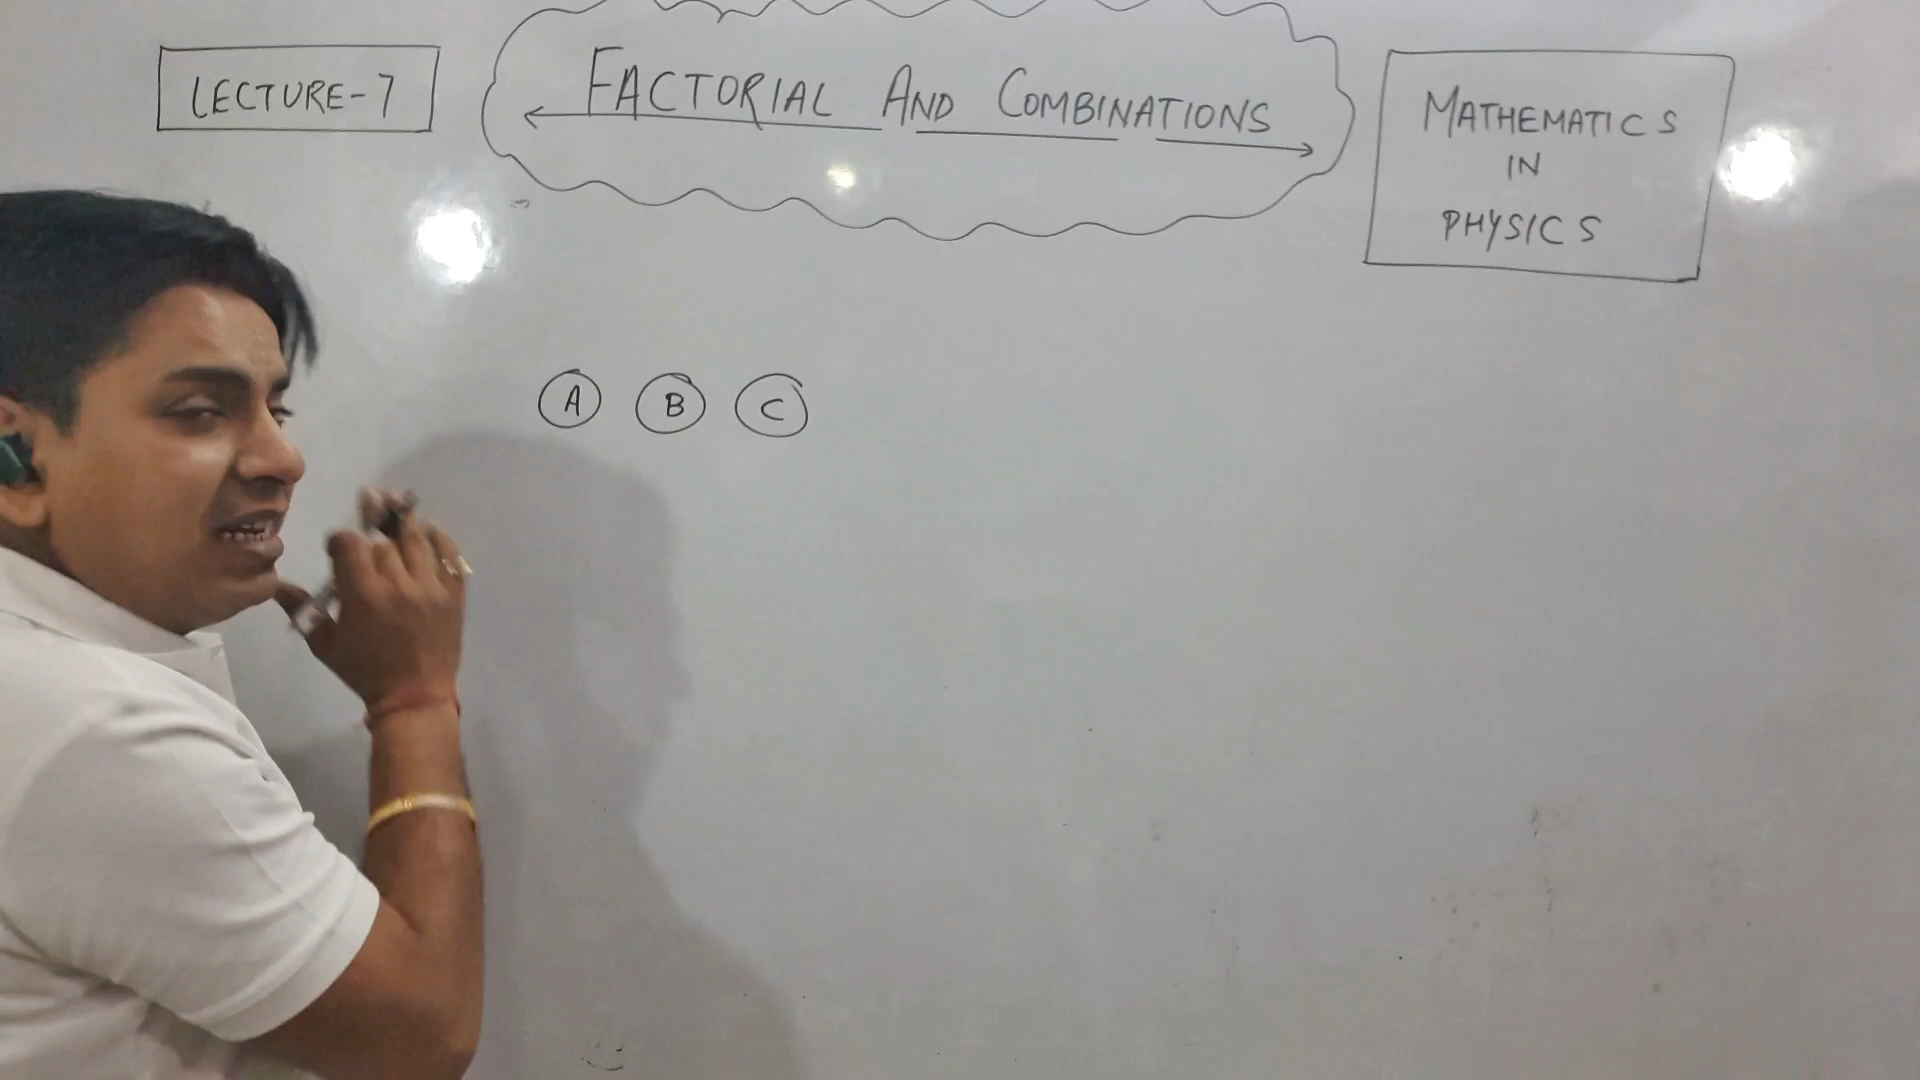 LECTURE-7
FACTORIAL AND COMBINATIONS
MATHEMATICS
IN
PHYSICS
A B C